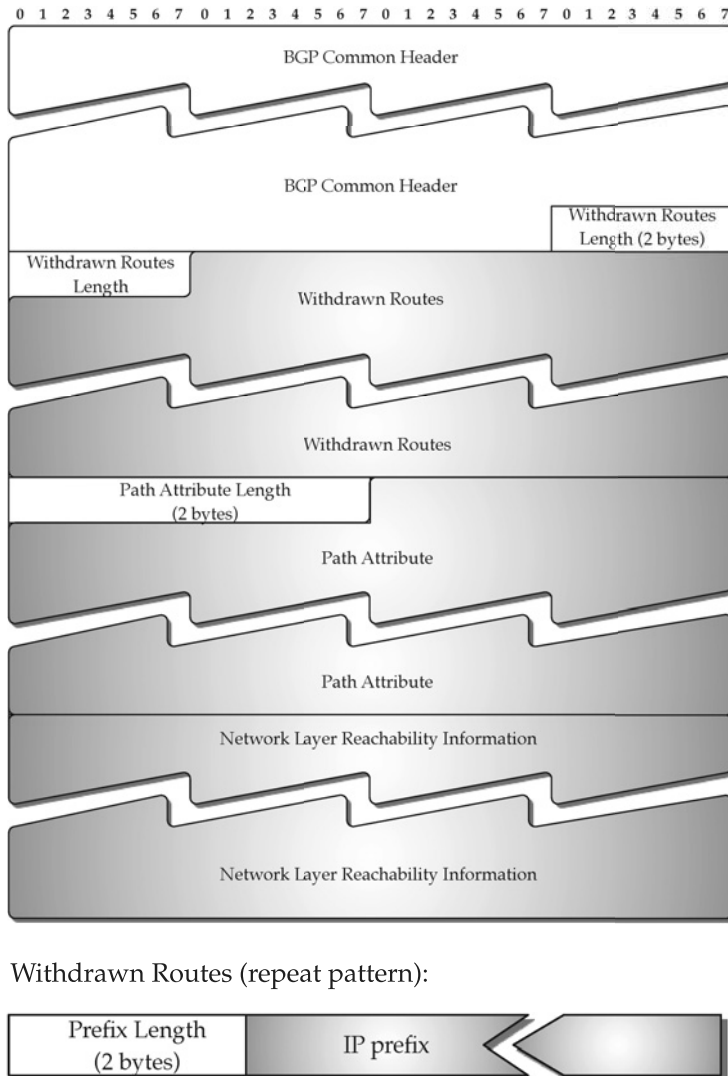 0 1 2 3 4 5 6 7 0 1 2 3 4 5 6 7 0 1 2 3 4 5 6 7 0 1 2 3 4 5 6 7
BGP Common Header
BGP Common Header
Withdrawn Routes
Length (2 bytes)
Withdrawn Routes
Length
Withdrawn Routes
Withdrawn Routes
Path Attribute Length
(2 bytes)
Path Attribute
Path Attribute
Network Layer Reachability Information
Network Layer Reachability Information
Withdrawn Routes (repeat pattern):
Prefix Length
(2 bytes)
IP prefix